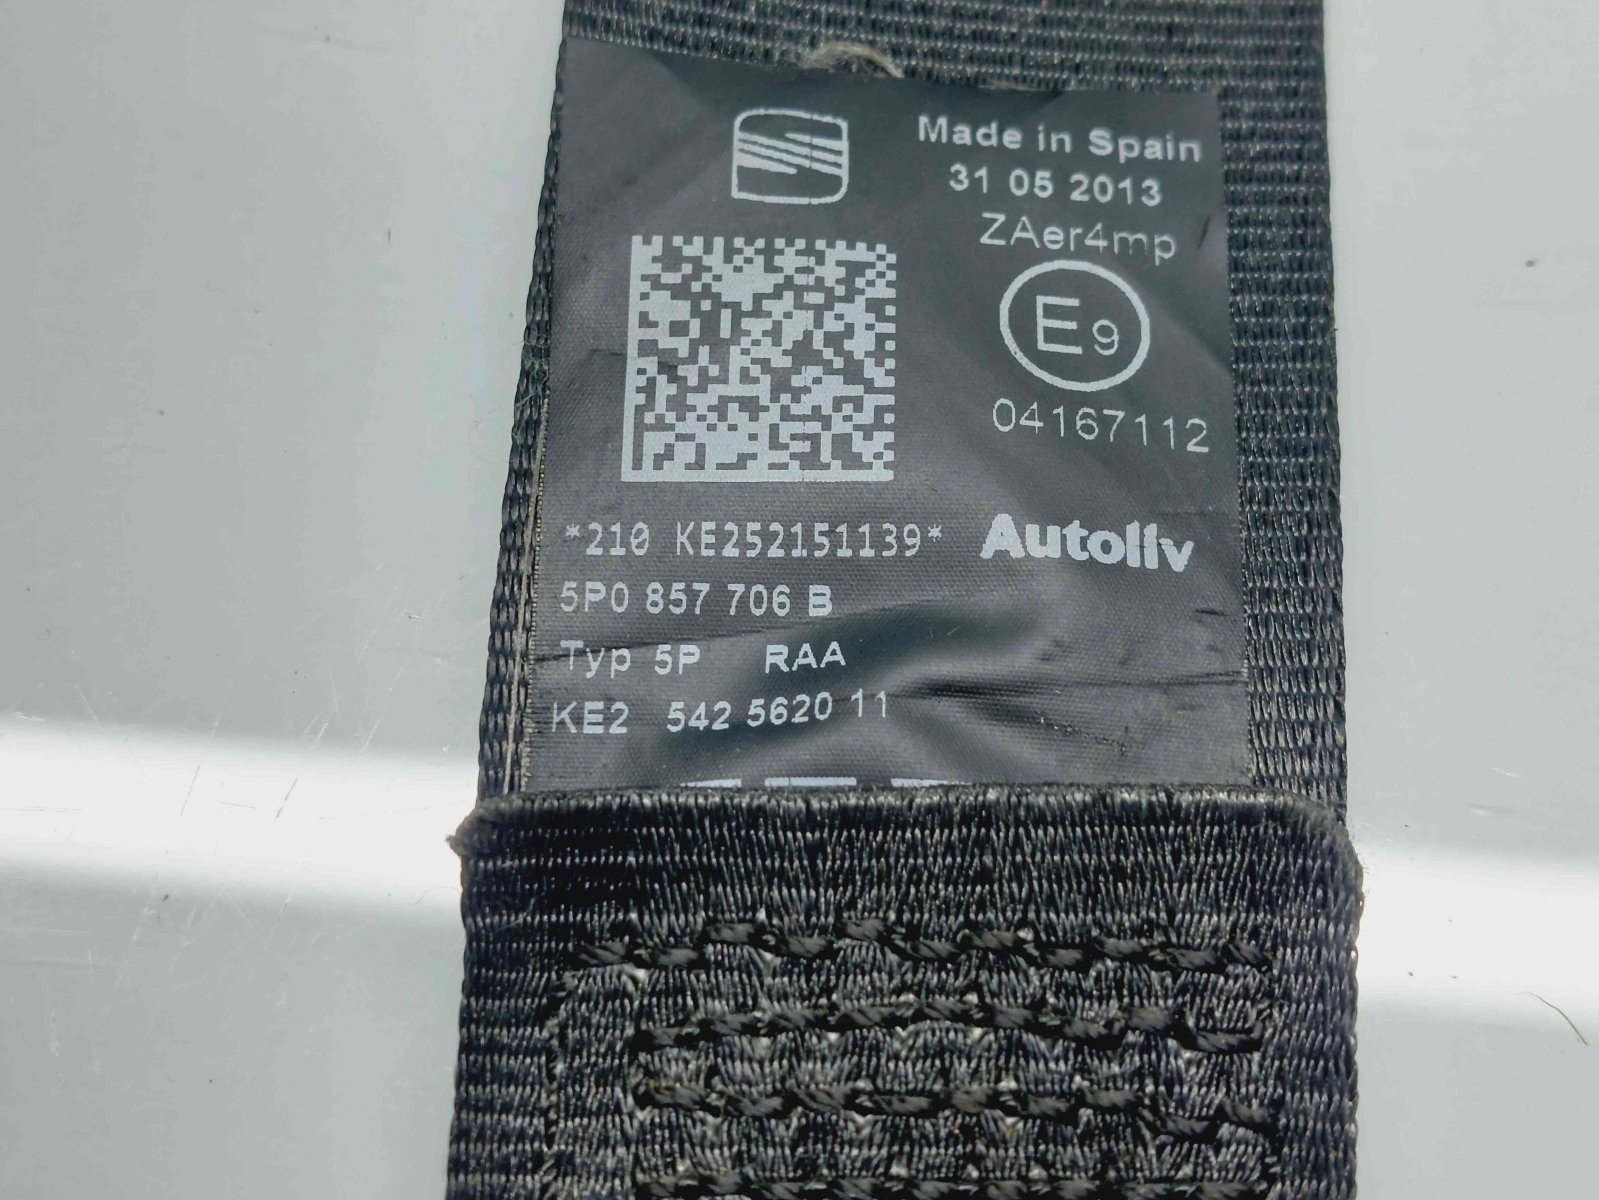 Made in Spain
31 05 2013
ZAer4mp
E9
04167112
*210 KE252151139*
Autoliv
5P0 857 706 B
Typ 5P RAA
KE2 542 5620 11